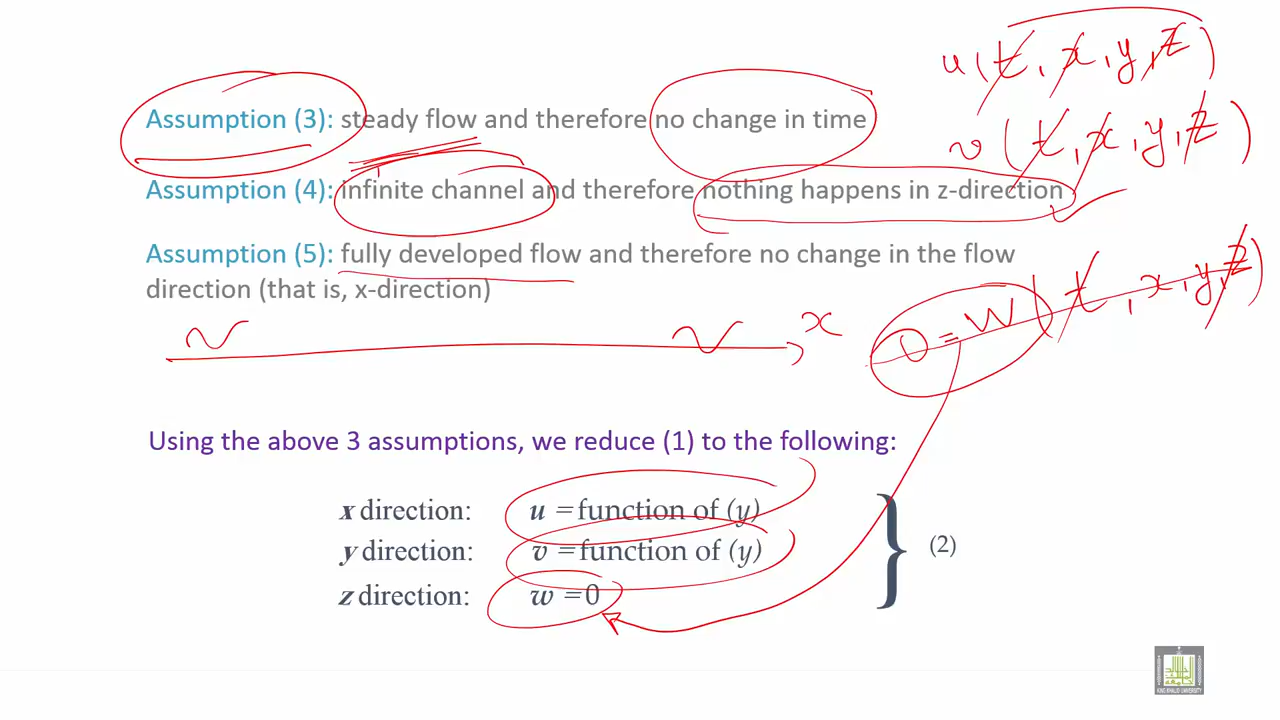 u(t, x, y, z)
Assumption (3): steady flow and therefore no change in time
v(t, x, y, z)
Assumption (4): infinite channel and therefore nothing happens in z-direction
Assumption (5): fully developed flow and therefore no change in the flow
direction (that is, x-direction)
0 = W(t, x, y, z)
x
Using the above 3 assumptions, we reduce (1) to the following:
x direction: u =function of (y)
y direction: v =function of (y)
(2)
z direction: w =0
KING KHALID UNIVERSITY